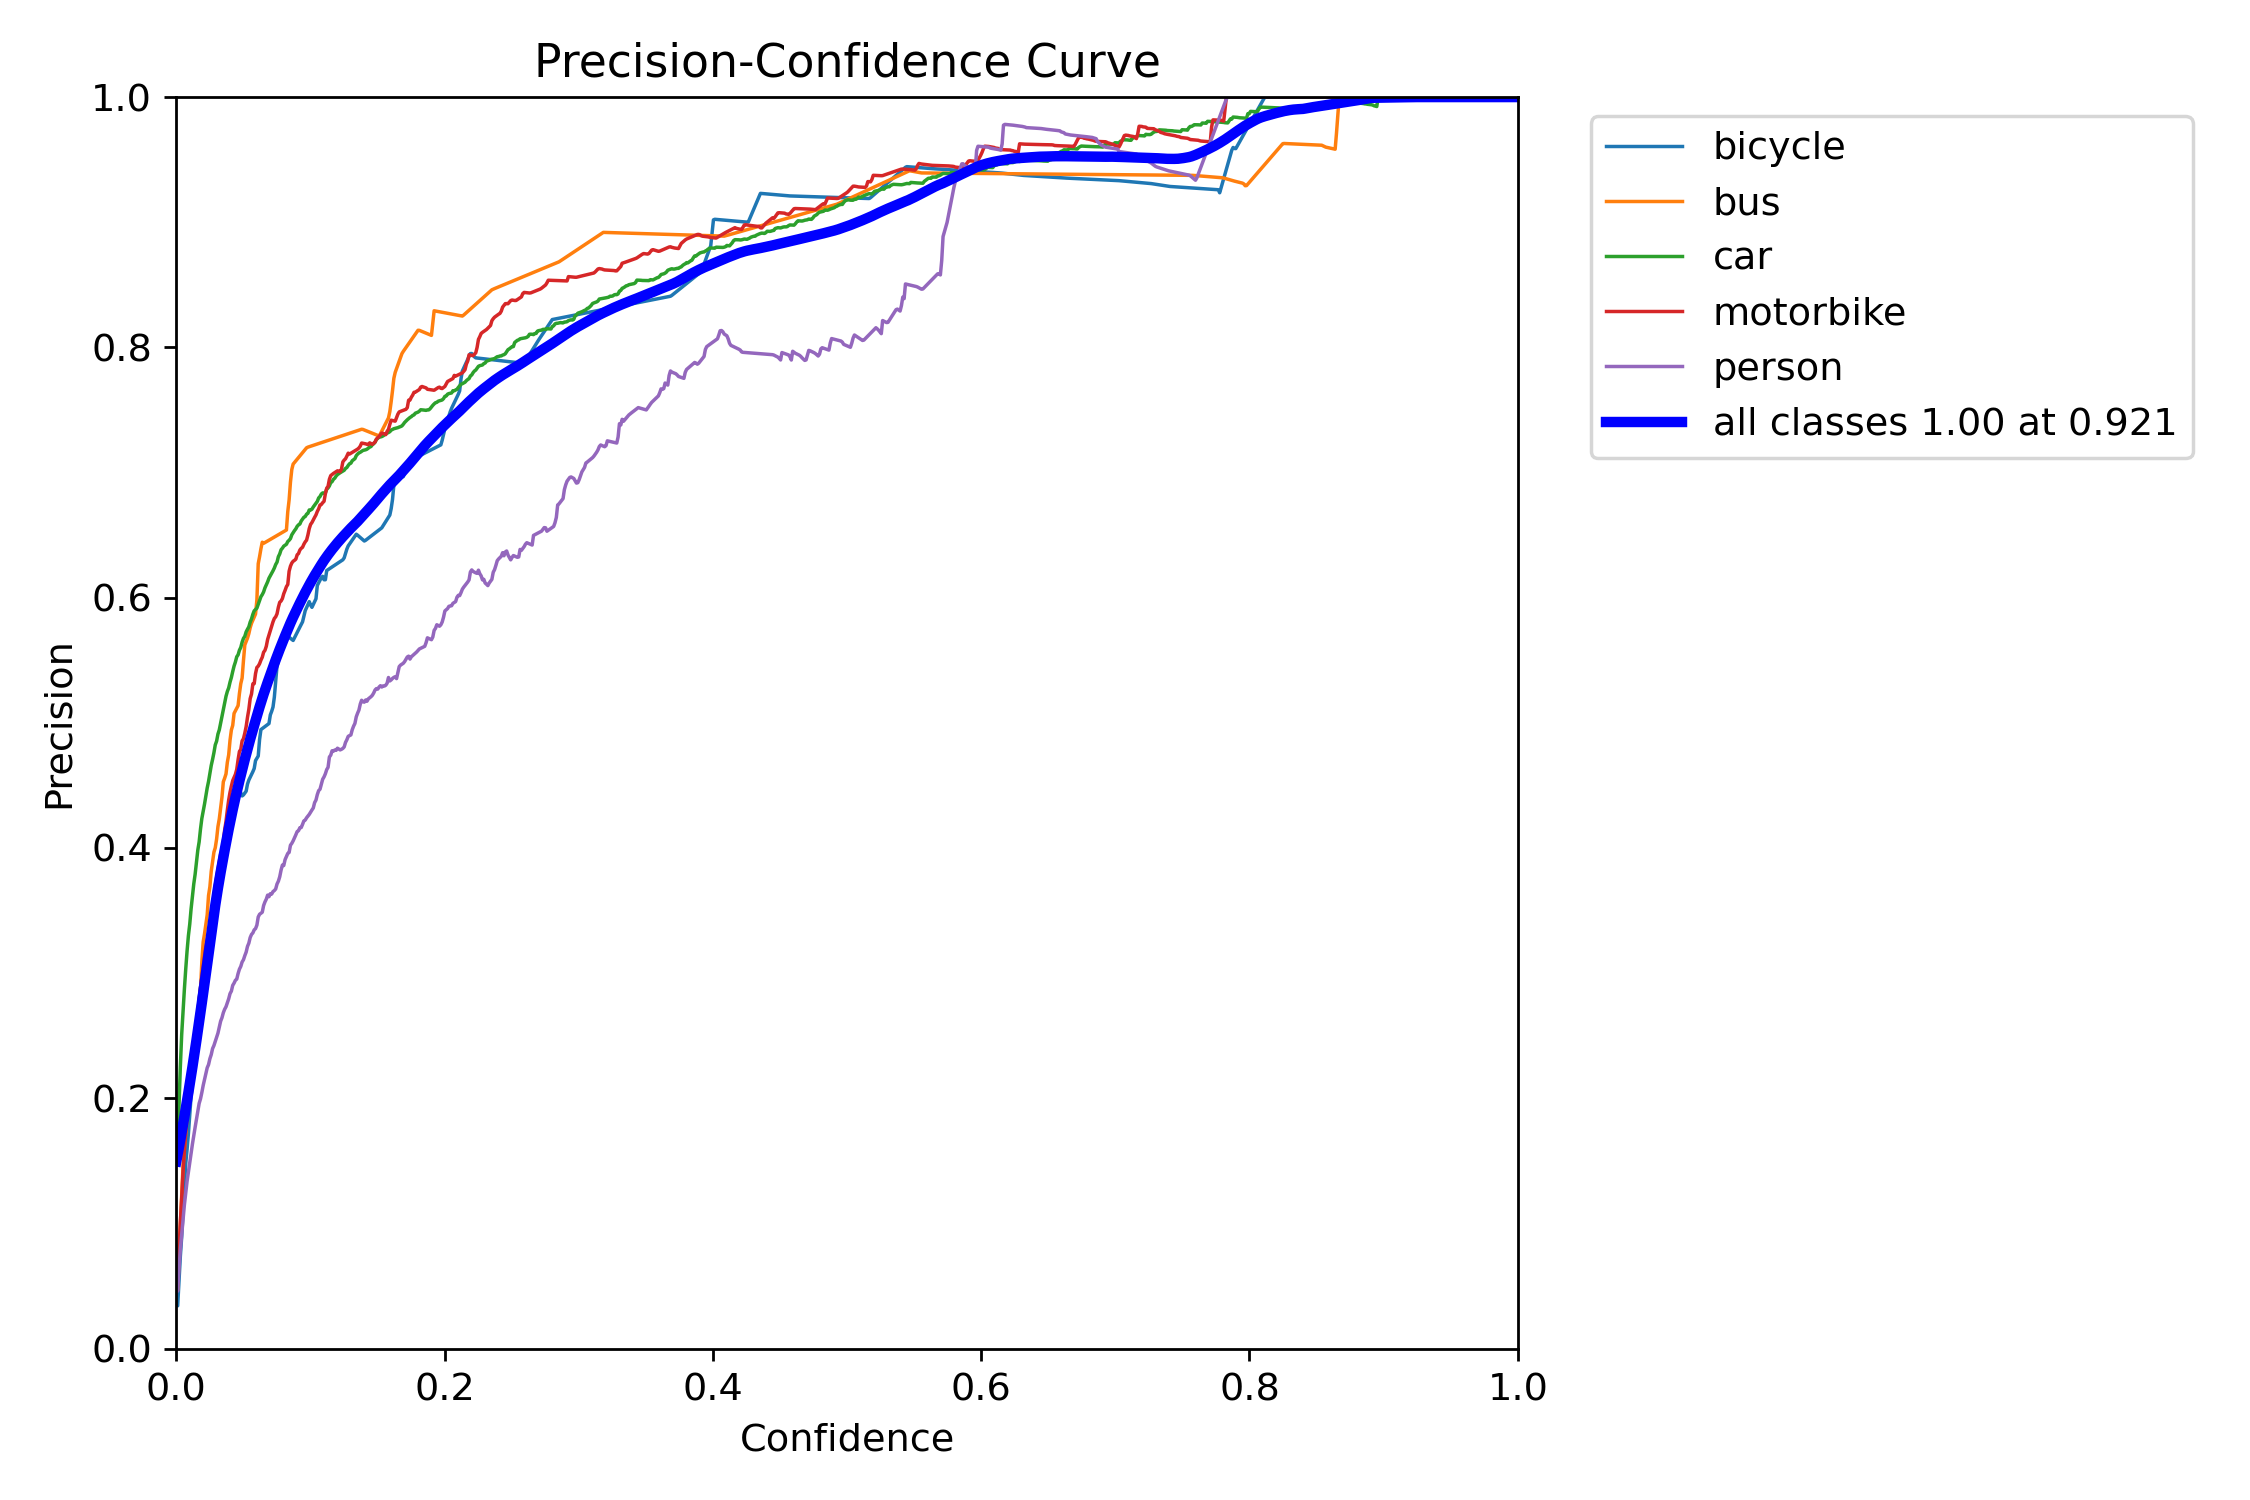 Precision-Confidence Curve
1.0
0.8
0.6
0.4
0.2
0.0
Precision
0.0 0.2 0.4 0.6 0.8 1.0
Confidence
bicycle
bus
car
motorbike
person
all classes 1.00 at 0.921